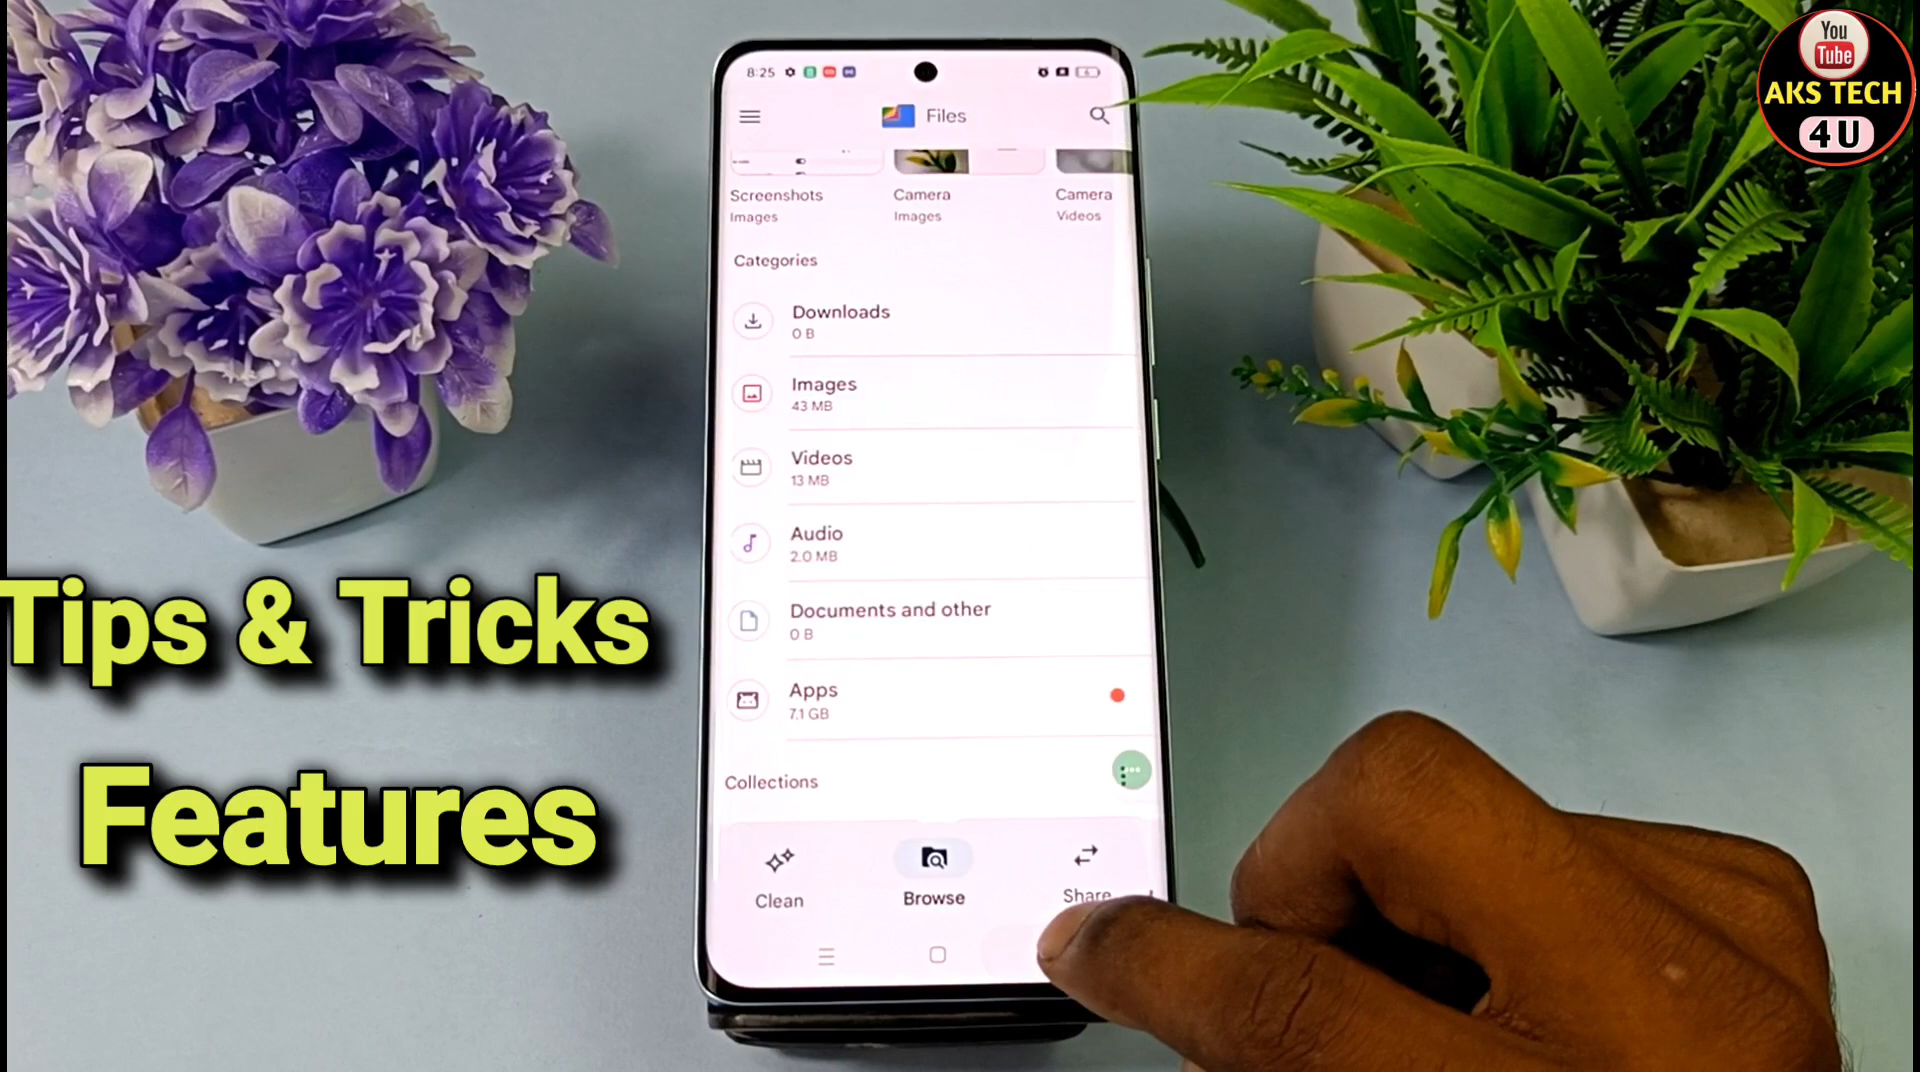 You
Tube
AKS TECH
4 U
8:25
Files
Screenshots
Images
Camera
Images
Camera
Videos
Categories
Downloads
0 B
Images
43 MB
Videos
13 MB
Audio
2.0 MB
Documents and other
0 B
Apps
7.1 GB
Collections
Clean
Browse
Share
Tips & Tricks
Features